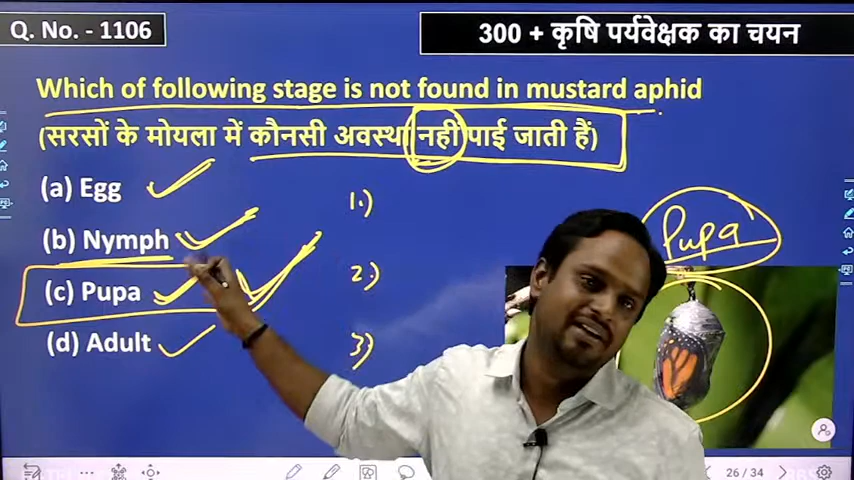 Q. No. - 1106
300 + कृषि पर्यवेक्षक का चयन
Which of following stage is not found in mustard aphid
(सरसों के मोयला में कौनसी अवस्था नहीं पाई जाती हैं)
(a) Egg
1.)
(b) Nymph
Pupa
(c) Pupa
2.)
(d) Adult
3)
26 / 34